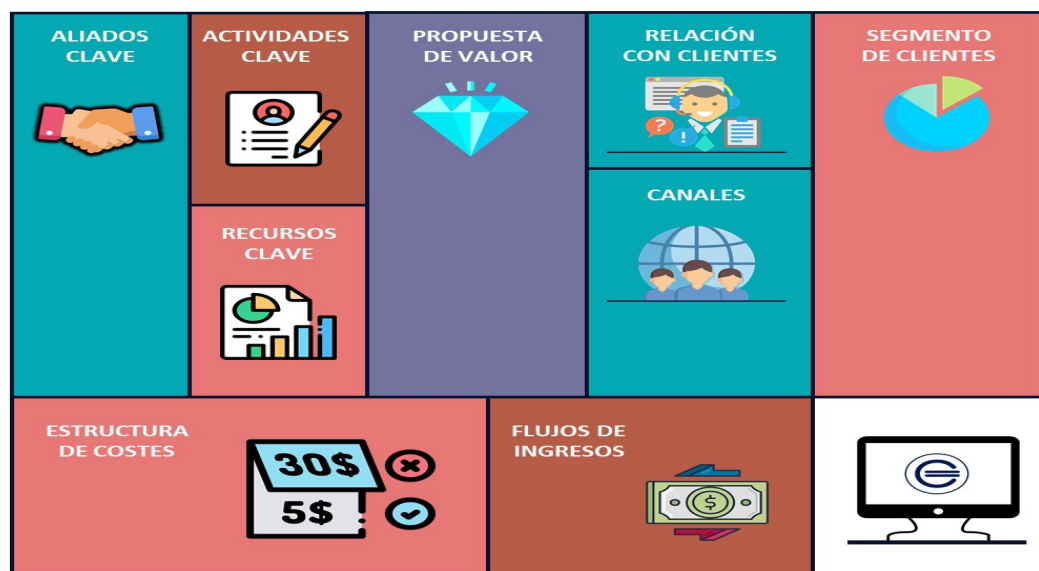 ALIADOS
CLAVE
ACTIVIDADES
CLAVE
PROPUESTA
DE VALOR
RELACIÓN
CON CLIENTES
SEGMENTO
DE CLIENTES
RECURSOS
CLAVE
CANALES
ESTRUCTURA
DE COSTES
30$
5$
FLUJOS DE
INGRESOS
$